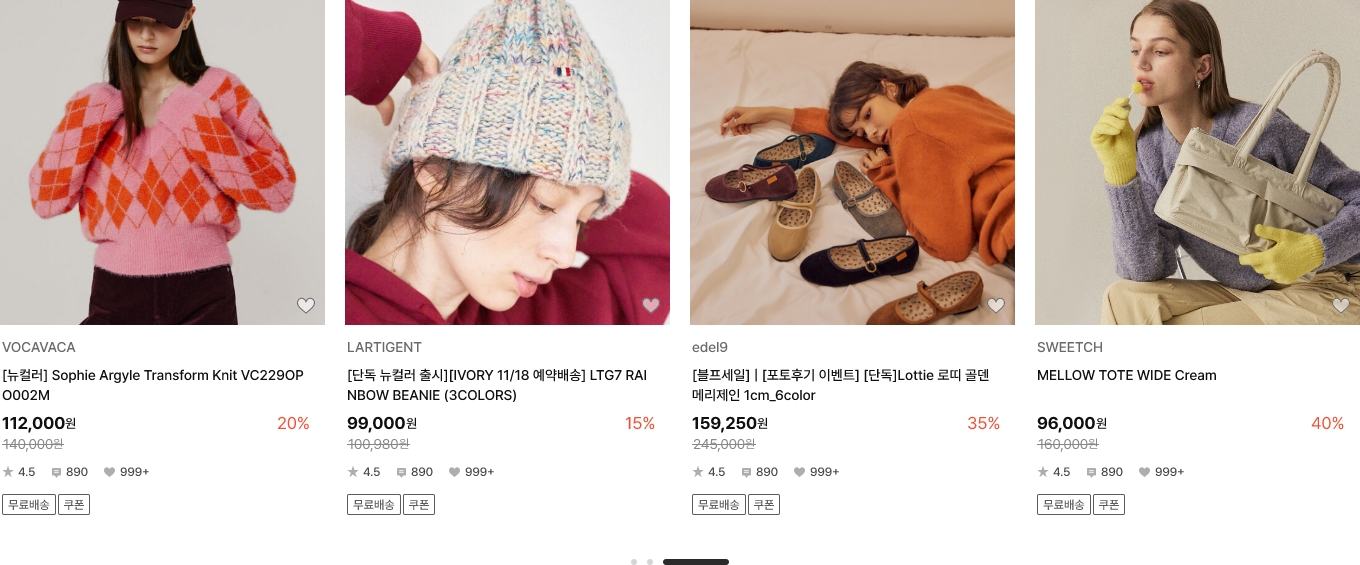 VOCAVACA
[뉴컬러] Sophie Argyle Transform Knit VC229OP
O002M
112,000원 20%
140,000원
4.5 890 999+
무료배송 쿠폰
LARTIGENT
[단독 뉴컬러 출시][IVORY 11/18 예약배송] LTG7 RAI
NBOW BEANIE (3COLORS)
99,000원 15%
100,980원
4.5 890 999+
무료배송 쿠폰
edel9
[블프세일] | [포토후기 이벤트] [단독]Lottie 로띠 골덴
메리제인 1cm_6color
159,250원 35%
245,000원
4.5 890 999+
무료배송 쿠폰
SWEETCH
MELLOW TOTE WIDE Cream
96,000원 40%
160,000원
4.5 890 999+
무료배송 쿠폰